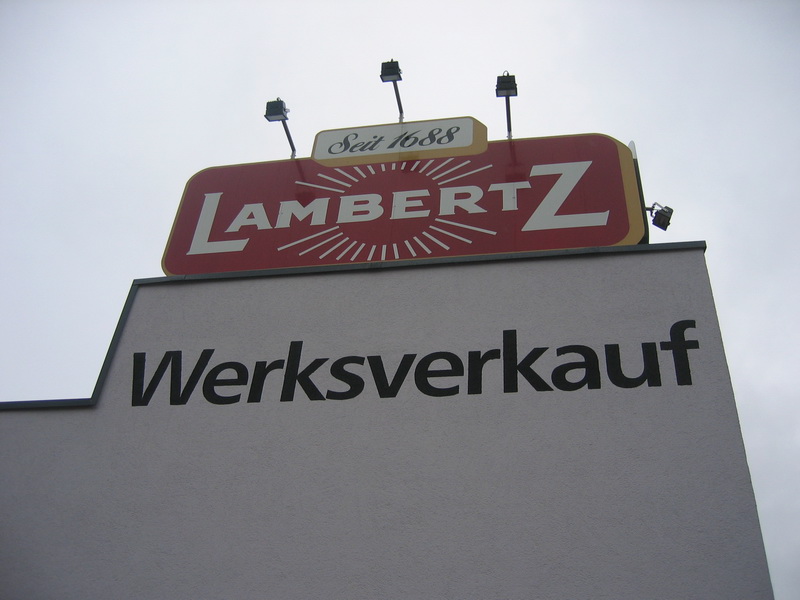 Seit 1688
LAMBERTZ
Werksverkauf